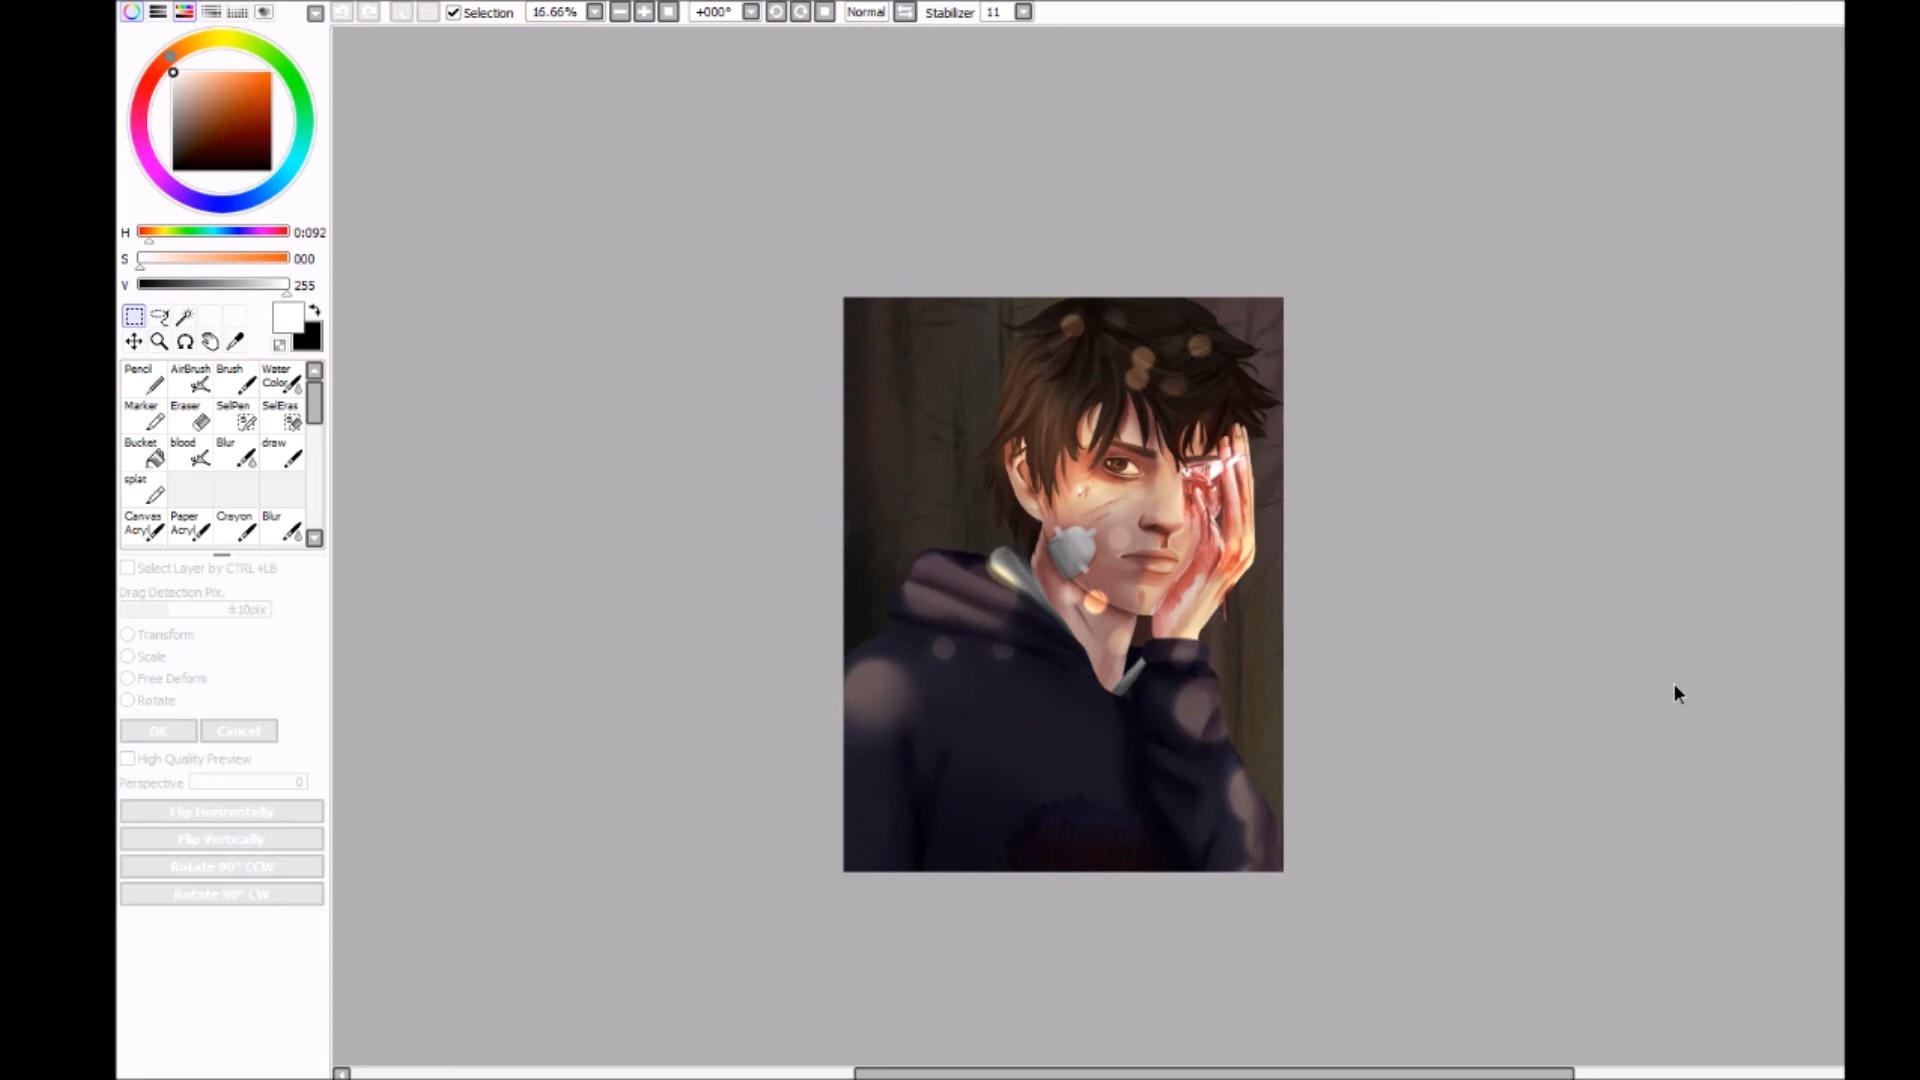 Selection 16.66% +000° Normal Stabilizer 11
H 0:092
S 000
V 255
Pencil AirBrush Brush Water Color
Marker Eraser SelPen SelEras
Bucket blood Blur draw
splat
Canvas Acryl Paper Acryl Crayon Blur
Select Layer by CTRL+LB
Drag Detection Pix.
±10pix
Transform
Scale
Free Deform
Rotate
OK Cancel
High Quality Preview
Perspective 0
Flip Horizontally
Flip Vertically
Rotate 90° CCW
Rotate 90° CW